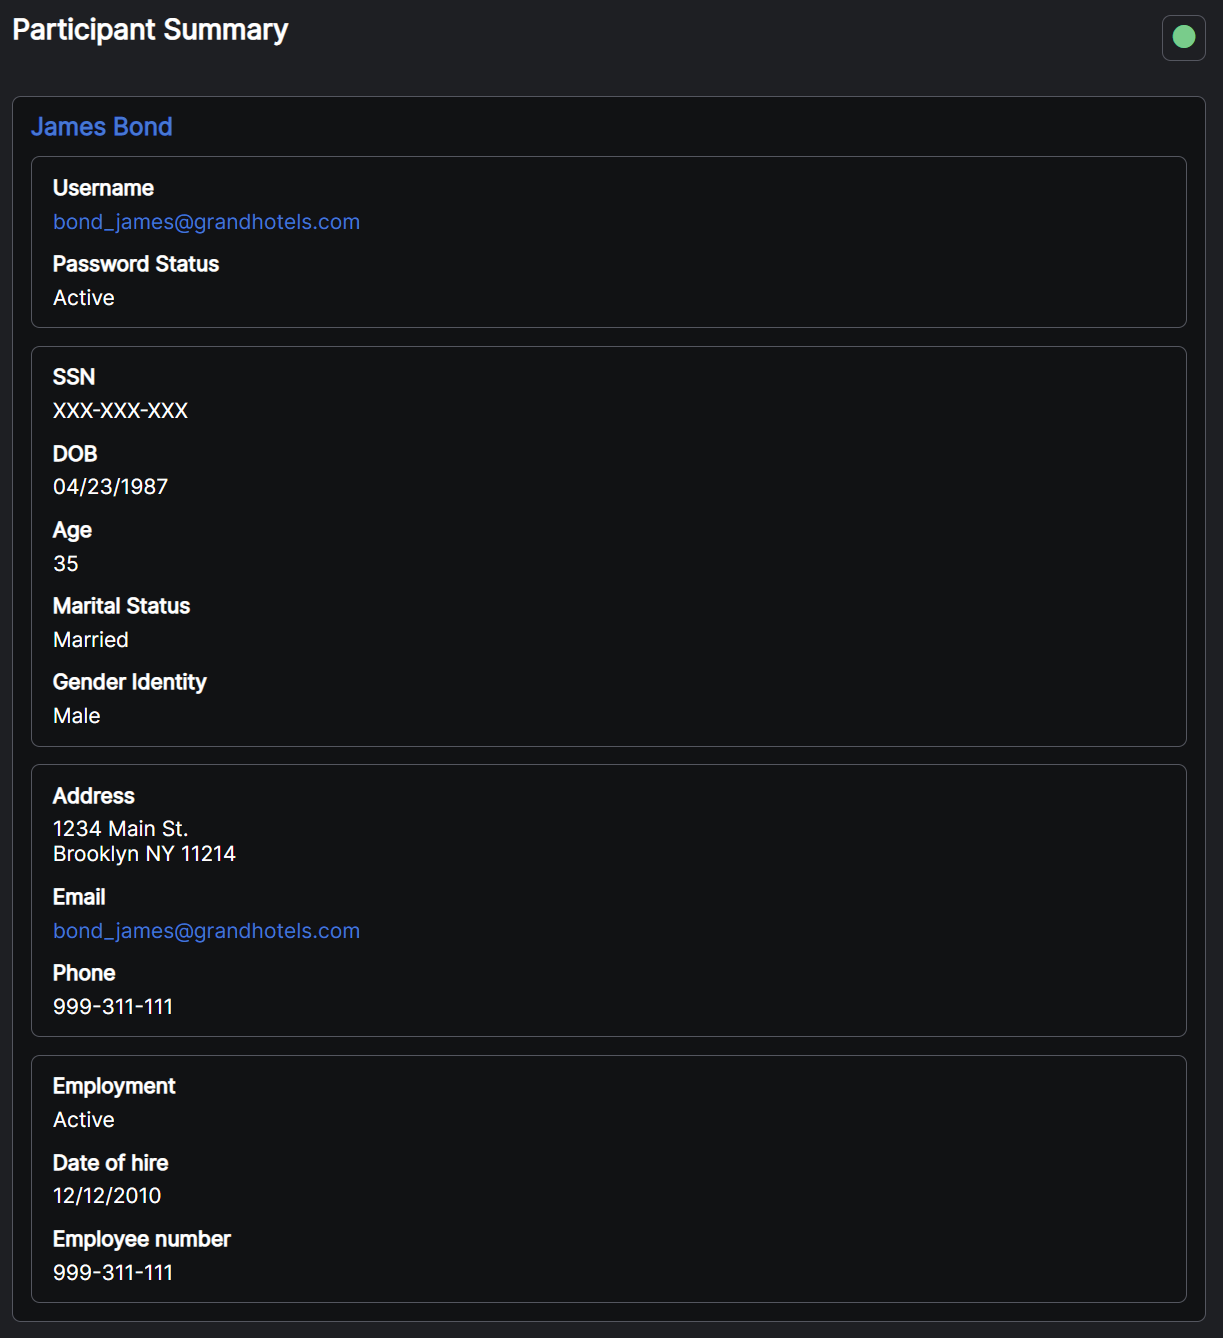 Participant Summary
James Bond
Username
bond_james@grandhotels.com
Password Status
Active
SSN
XXX-XXX-XXX
DOB
04/23/1987
Age
35
Marital Status
Married
Gender Identity
Male
Address
1234 Main St.
Brooklyn NY 11214
Email
bond_james@grandhotels.com
Phone
999-311-111
Employment
Active
Date of hire
12/12/2010
Employee number
999-311-111